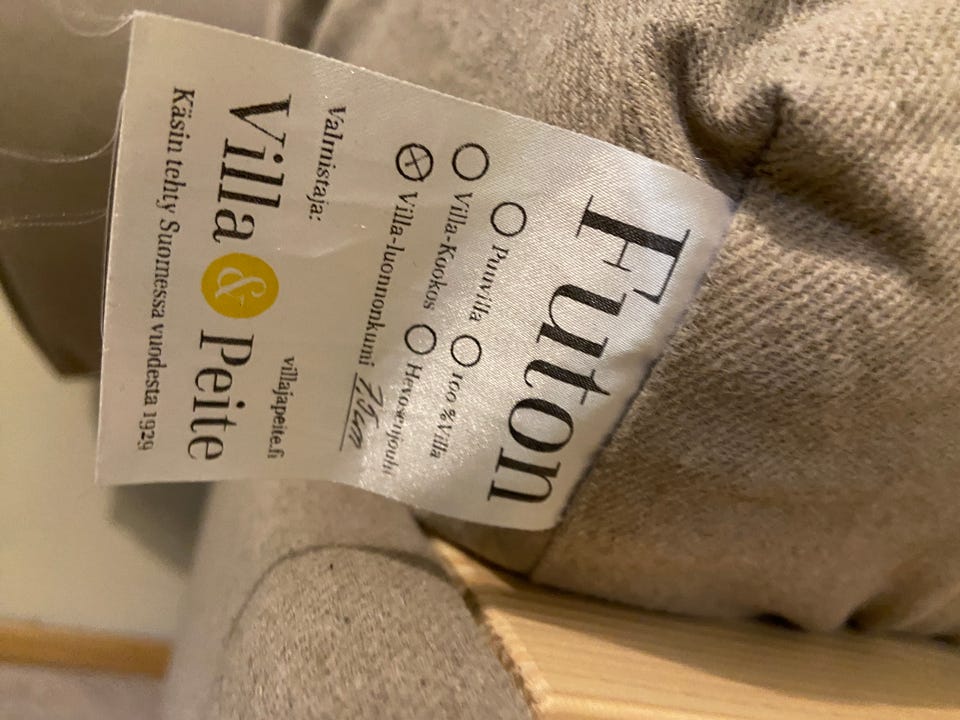 Futon
Puuvilla 100 % Villa
Villa-Kookos Hevosenjouhi
Villa-luonnonkumi
Valmistaja: villajapeite.fi
Villa & Peite
Käsin tehty Suomessa vuodesta 1929